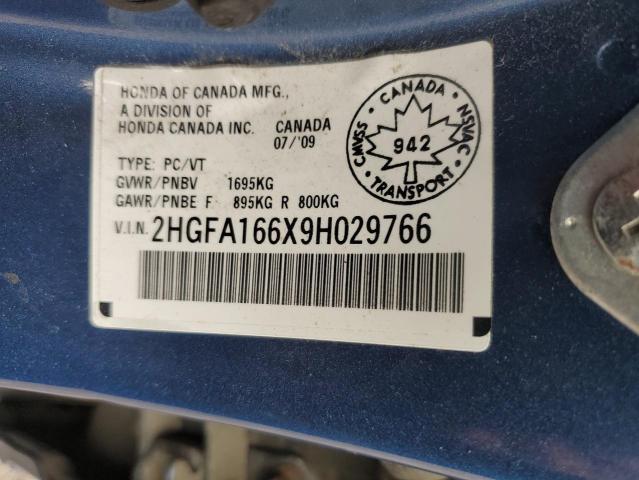 HONDA OF CANADA MFG.,
A DIVISION OF
HONDA CANADA INC. CANADA
07/'09
TYPE: PC/VT
GVWR/PNBV 1695KG
GAWR/PNBE F 895KG R 800KG
V.I.N. 2HGFA166X9H029766
CANADA
CMVSS 942 NSVAC
TRANSPORT